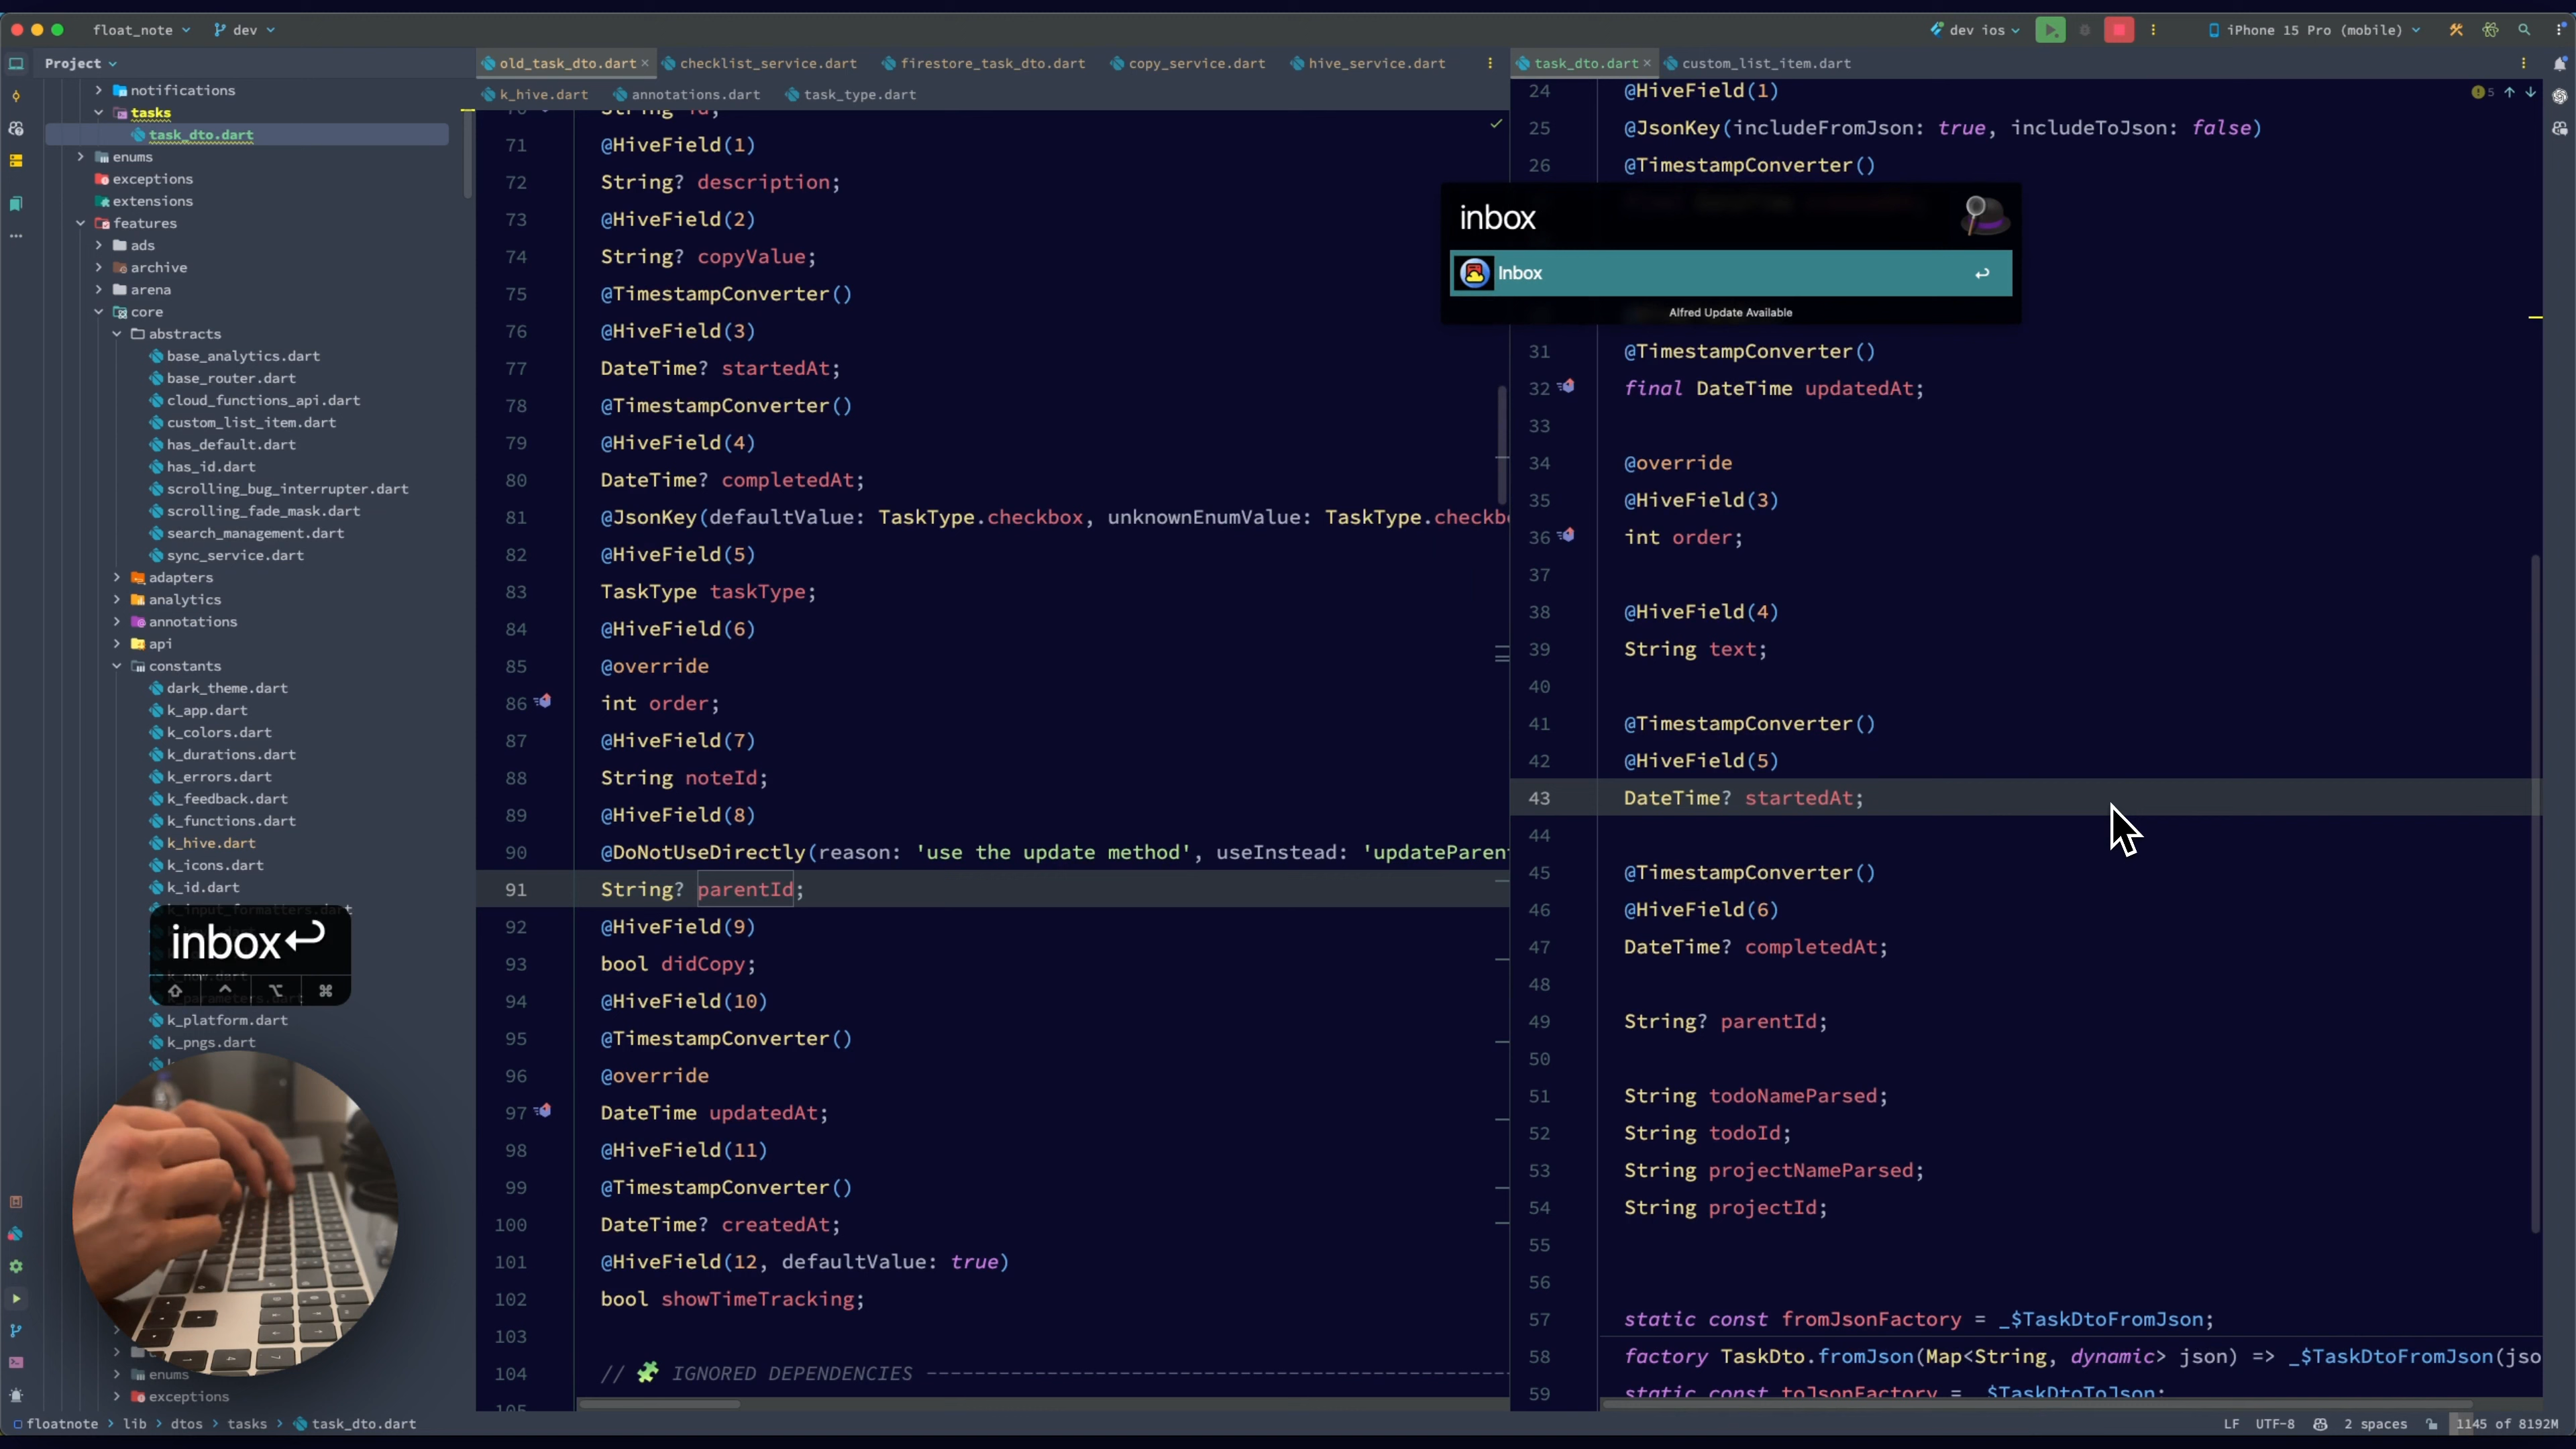 float_note
dev
dev ios
iPhone 15 Pro (mobile)
Project
old_task_dto.dart
checklist_service.dart
firestore_task_dto.dart
copy_service.dart
hive_service.dart
task_dto.dart
custom_list_item.dart
k_hive.dart
annotations.dart
task_type.dart
notifications
tasks
task_dto.dart
enums
exceptions
extensions
features
ads
archive
arena
core
abstracts
base_analytics.dart
base_router.dart
cloud_functions_api.dart
custom_list_item.dart
has_default.dart
has_id.dart
scrolling_bug_interrupter.dart
scrolling_fade_mask.dart
search_management.dart
sync_service.dart
adapters
analytics
annotations
api
constants
dark_theme.dart
k_app.dart
k_colors.dart
k_durations.dart
k_errors.dart
k_feedback.dart
k_functions.dart
k_hive.dart
k_icons.dart
k_id.dart
k_input_formatters.dart
inbox↩
⇧ ^ ⌥ ⌘
k_parameters.dart
k_platform.dart
k_pngs.dart
enums
exceptions
71 @HiveField(1)
72 String? description;
73 @HiveField(2)
74 String? copyValue;
75 @TimestampConverter()
76 @HiveField(3)
77 DateTime? startedAt;
78 @TimestampConverter()
79 @HiveField(4)
80 DateTime? completedAt;
81 @JsonKey(defaultValue: TaskType.checkbox, unknownEnumValue: TaskType.checkb
82 @HiveField(5)
83 TaskType taskType;
84 @HiveField(6)
85 @override
86 int order;
87 @HiveField(7)
88 String noteId;
89 @HiveField(8)
90 @DoNotUseDirectly(reason: 'use the update method', useInstead: 'updateParen
91 String? parentId;
92 @HiveField(9)
93 bool didCopy;
94 @HiveField(10)
95 @TimestampConverter()
96 @override
97 DateTime updatedAt;
98 @HiveField(11)
99 @TimestampConverter()
100 DateTime? createdAt;
101 @HiveField(12, defaultValue: true)
102 bool showTimeTracking;
103
104 // 🧩 IGNORED DEPENDENCIES
24 @HiveField(1)
25 @JsonKey(includeFromJson: true, includeToJson: false)
26 @TimestampConverter()
5
inbox
Inbox
Alfred Update Available
31 @TimestampConverter()
32 final DateTime updatedAt;
33
34 @override
35 @HiveField(3)
36 int order;
37
38 @HiveField(4)
39 String text;
40
41 @TimestampConverter()
42 @HiveField(5)
43 DateTime? startedAt;
44
45 @TimestampConverter()
46 @HiveField(6)
47 DateTime? completedAt;
48
49 String? parentId;
50
51 String todoNameParsed;
52 String todoId;
53 String projectNameParsed;
54 String projectId;
55
56
57 static const fromJsonFactory = _$TaskDtoFromJson;
58 factory TaskDto.fromJson(Map<String, dynamic> json) => _$TaskDtoFromJson(jso
59 static const toJsonFactory = _$TaskDtoToJson;
floatnote > lib > dtos > tasks > task_dto.dart
LF UTF-8 2 spaces 1145 of 8192M